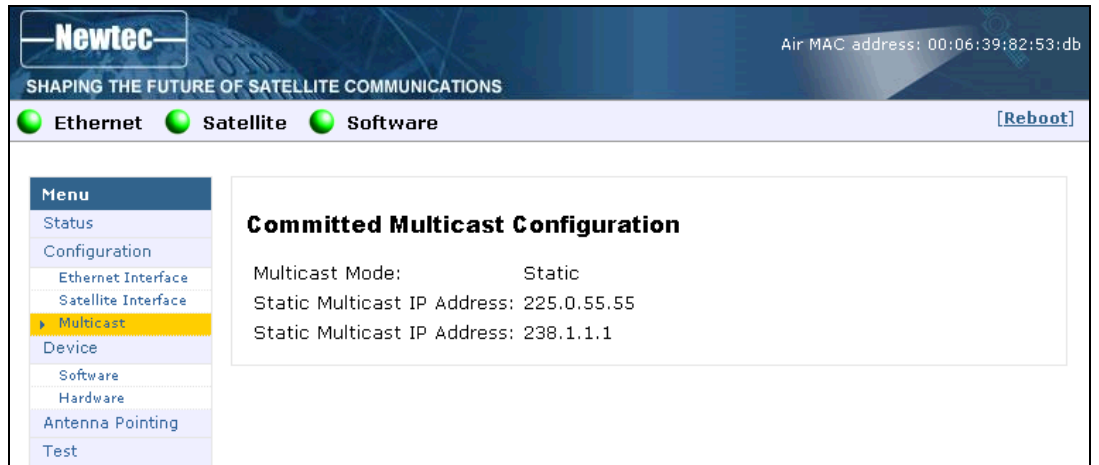 Newtec
Air MAC address: 00:06:39:82:53:db
SHAPING THE FUTURE OF SATELLITE COMMUNICATIONS
Ethernet Satellite Software [Reboot]
Menu
Status
Configuration
Ethernet Interface
Satellite Interface
Multicast
Device
Software
Hardware
Antenna Pointing
Test
Committed Multicast Configuration
Multicast Mode: Static
Static Multicast IP Address: 225.0.55.55
Static Multicast IP Address: 238.1.1.1